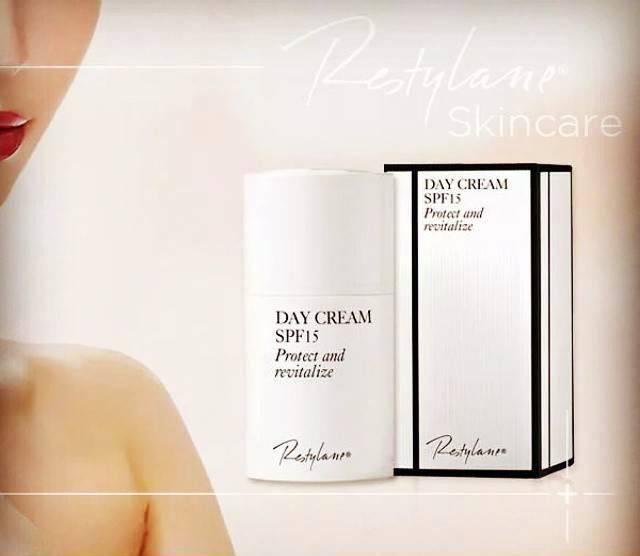 Restylane®
Skincare
DAY CREAM
SPF15
Protect and
revitalize
Restylane®
DAY CREAM
SPF15
Protect and
revitalize
Restylane®